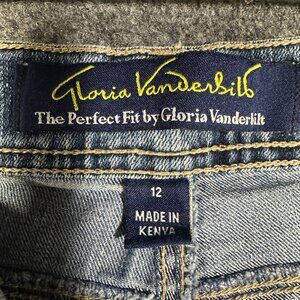 Gloria Vanderbilt
The Perfect Fit by Gloria Vanderbilt
12
MADE IN
KENYA